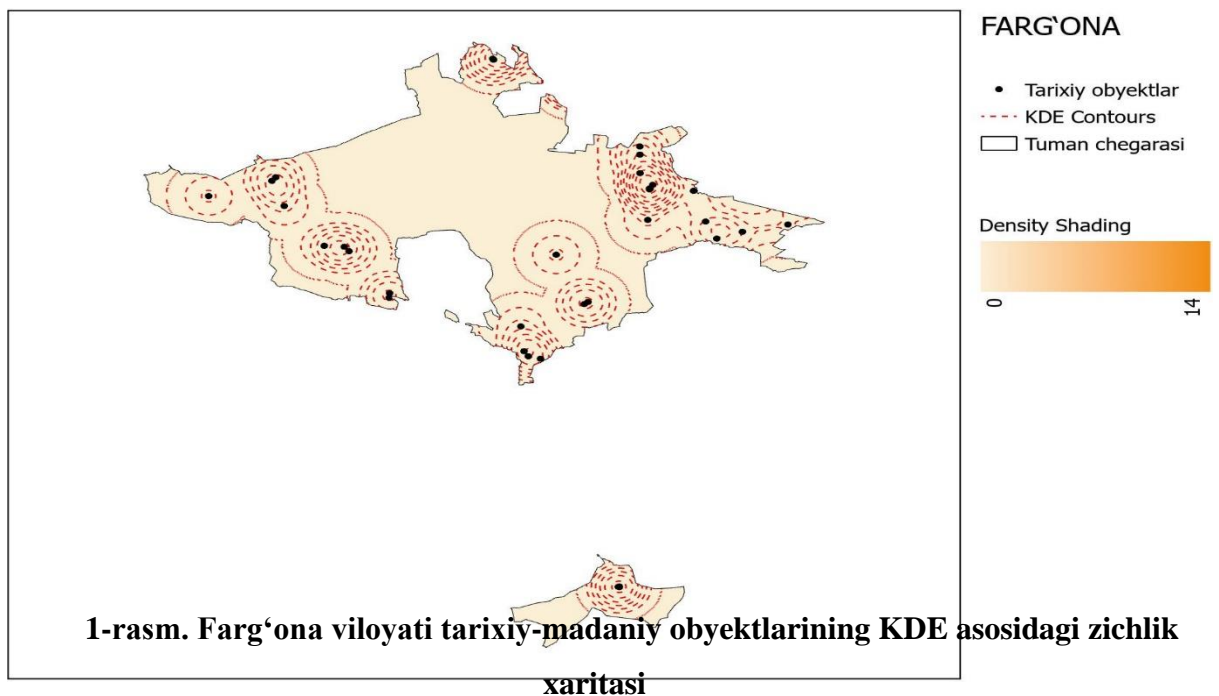 FARG‘ONA
Tarixiy obyektlar
KDE Contours
Tuman chegarasi
Density Shading
0
14
1-rasm. Farg‘ona viloyati tarixiy-madaniy obyektlarining KDE asosidagi zichlik
xaritasi